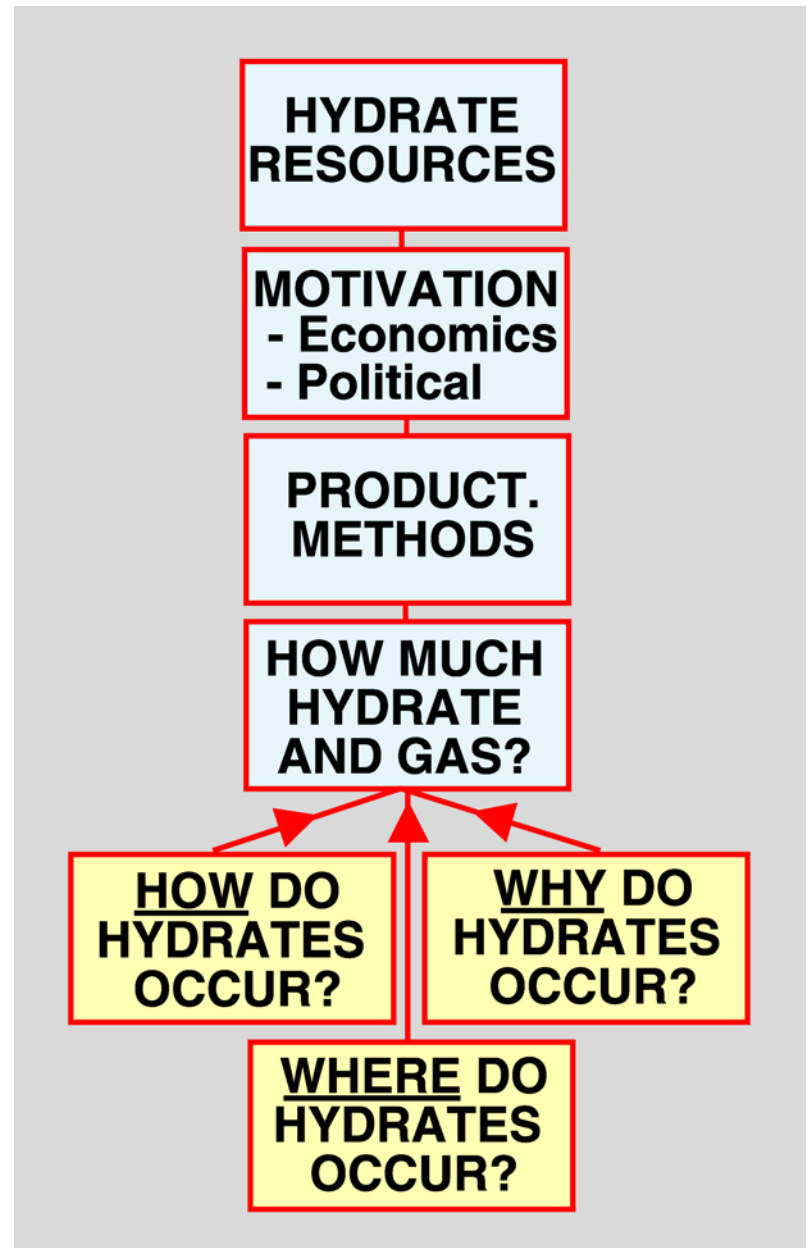 HYDRATE
RESOURCES
MOTIVATION
- Economics
- Political
PRODUCT.
METHODS
HOW MUCH
HYDRATE
AND GAS?
HOW DO
HYDRATES
OCCUR?
WHY DO
HYDRATES
OCCUR?
WHERE DO
HYDRATES
OCCUR?